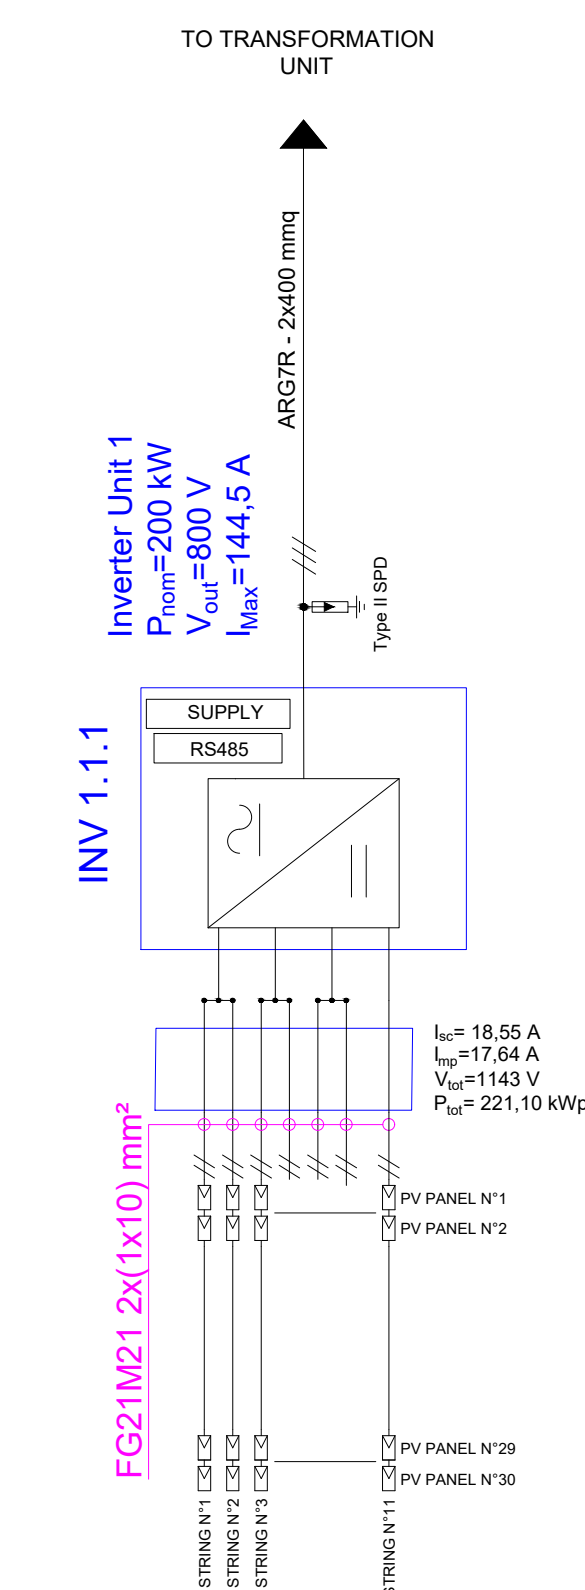 TO TRANSFORMATION
UNIT
ARG7R - 2x400 mmq
Inverter Unit 1
Pnom=200 kW
Vout=800 V
IMax=144,5 A
Type II SPD
INV 1.1.1
SUPPLY
RS485
Isc= 18,55 A
Imp=17,64 A
Vtot=1143 V
Ptot= 221,10 kWp
FG21M21 2x(1x10) mm²
PV PANEL N°1
PV PANEL N°2
PV PANEL N°29
PV PANEL N°30
STRING N°1
STRING N°2
STRING N°3
STRING N°11